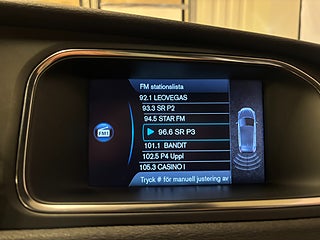 FM stationslista
92.1 LEOVEGAS
93.3 SR P2
94.5 STAR FM
96.6 SR P3
FM1
101.1 BANDIT
102.5 P4 Uppl
105.3 CASINO I
Tryck # för manuell justering av